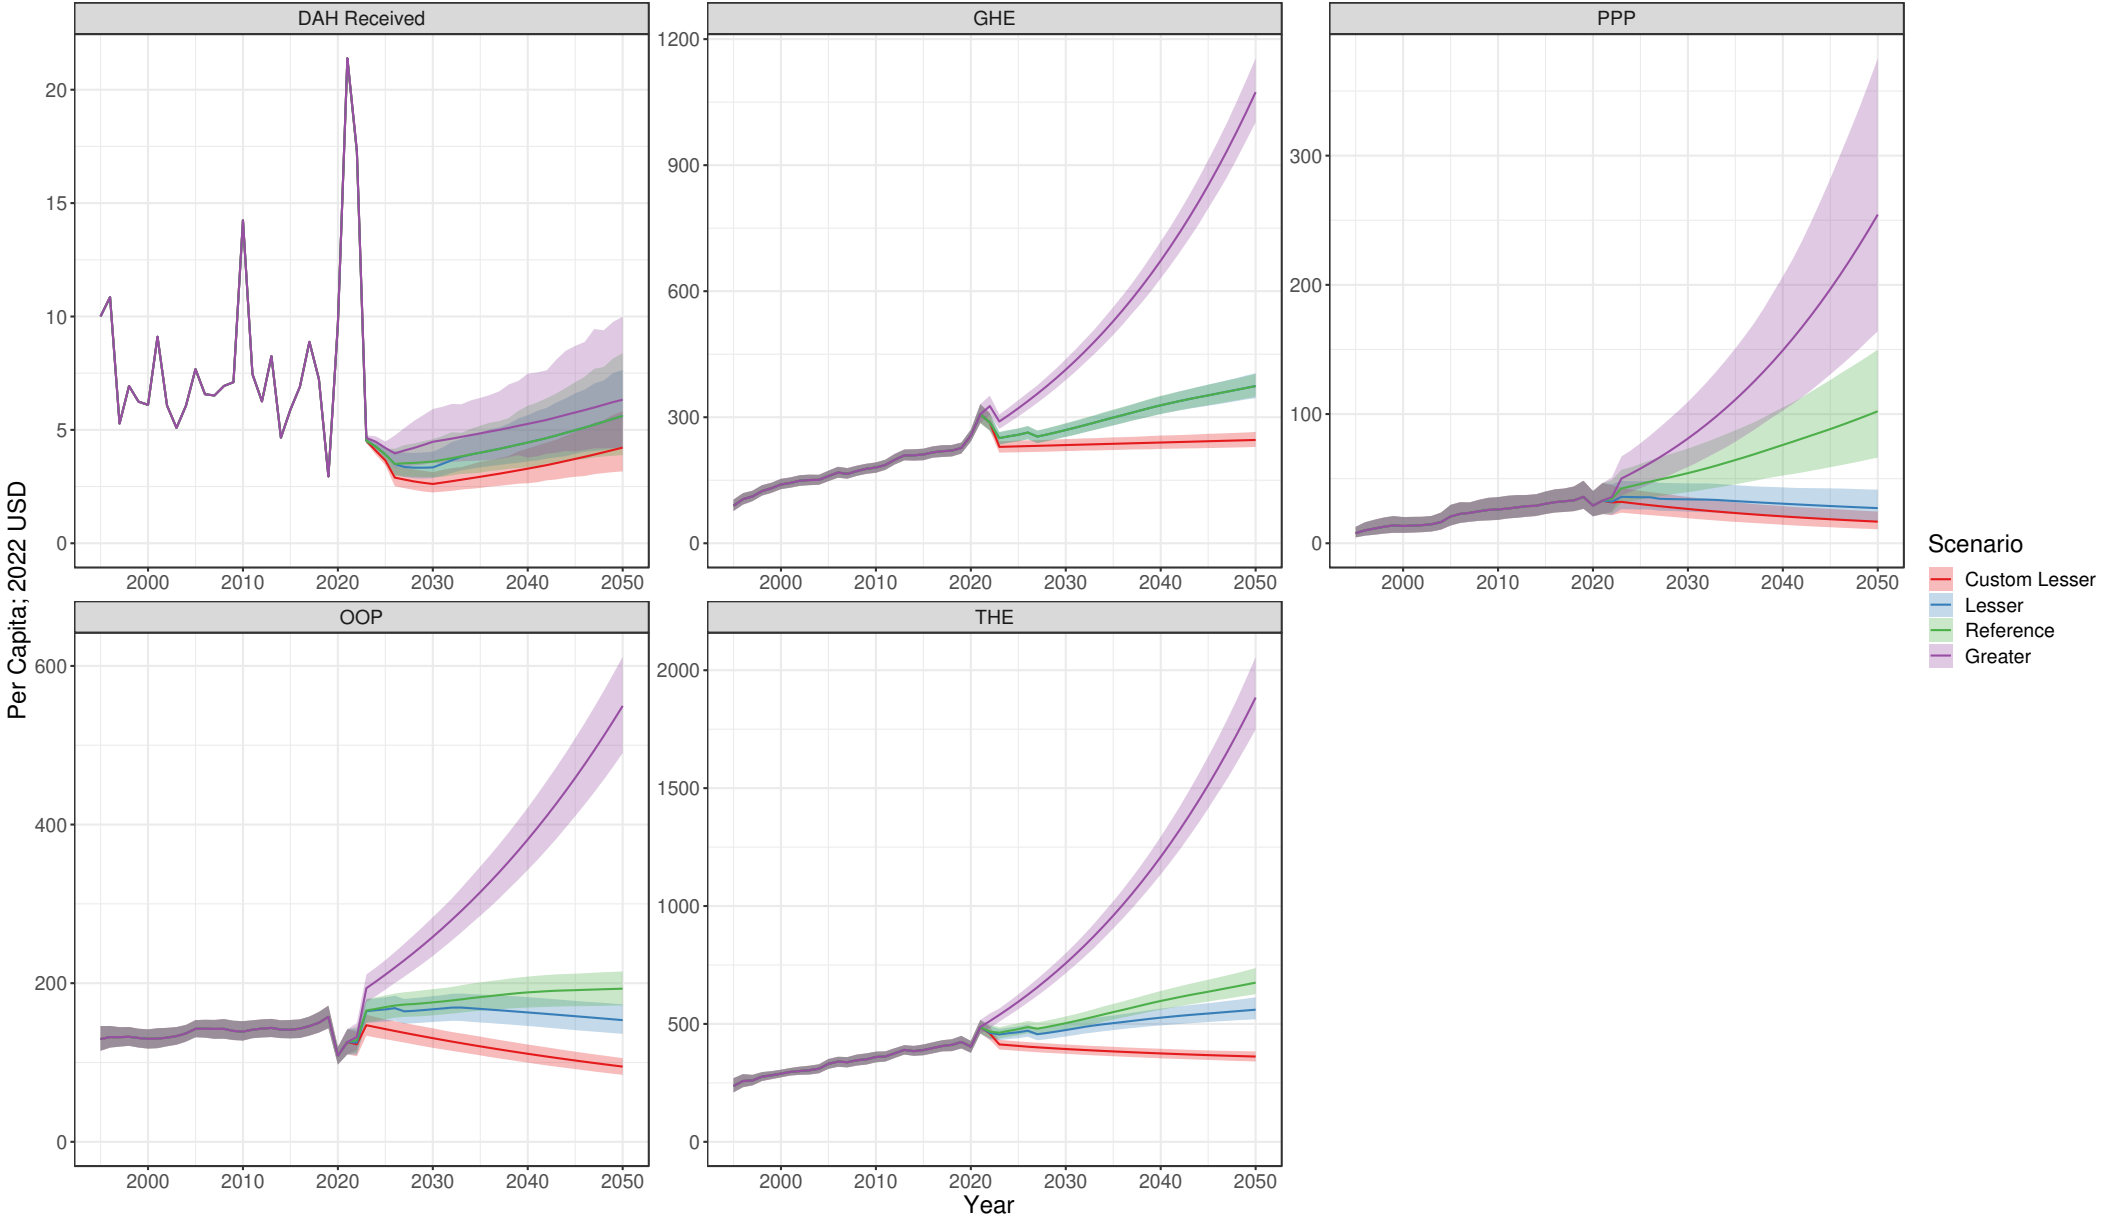 DAH Received
GHE
PPP
20
15
10
5
0
1200
900
600
300
0
300
200
100
0
2000 2010 2020 2030 2040 2050
2000 2010 2020 2030 2040 2050
2000 2010 2020 2030 2040 2050
Per Capita; 2022 USD
OOP
THE
600
400
200
0
2000
1500
1000
500
0
2000 2010 2020 2030 2040 2050
2000 2010 2020 2030 2040 2050
Year
Scenario
Custom Lesser
Lesser
Reference
Greater